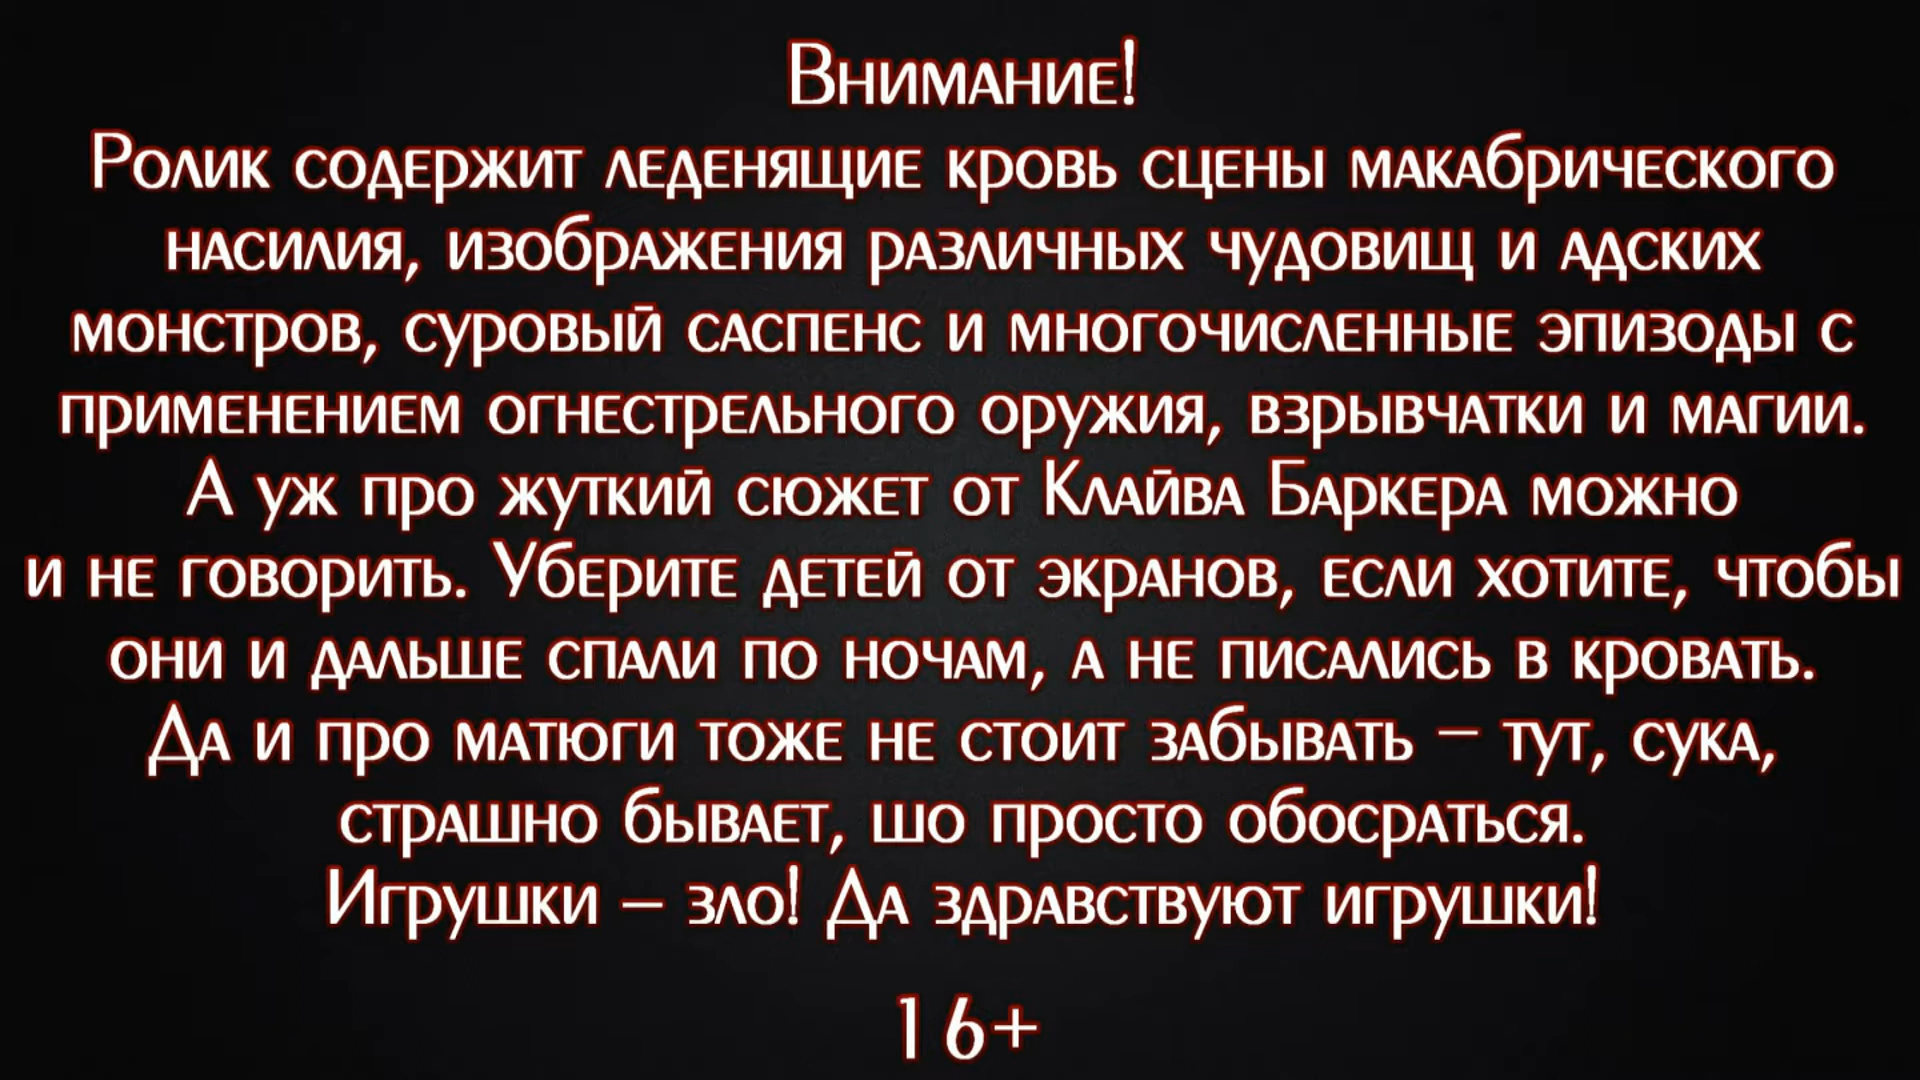 Внимание!
Ролик содержит леденящие кровь сцены макабрического
насилия, изображения различных чудовищ и адских
монстров, суровый саспенс и многочисленные эпизоды с
применением огнестрельного оружия, взрывчатки и магии.
А уж про жуткий сюжет от Клайва Баркера можно
и не говорить. Уберите детей от экранов, если хотите, чтобы
они и дальше спали по ночам, а не писались в кровать.
Да и про матюги тоже не стоит забывать – тут, сука,
страшно бывает, шо просто обосраться.
Игрушки – зло! Да здравствуют игрушки!
16+